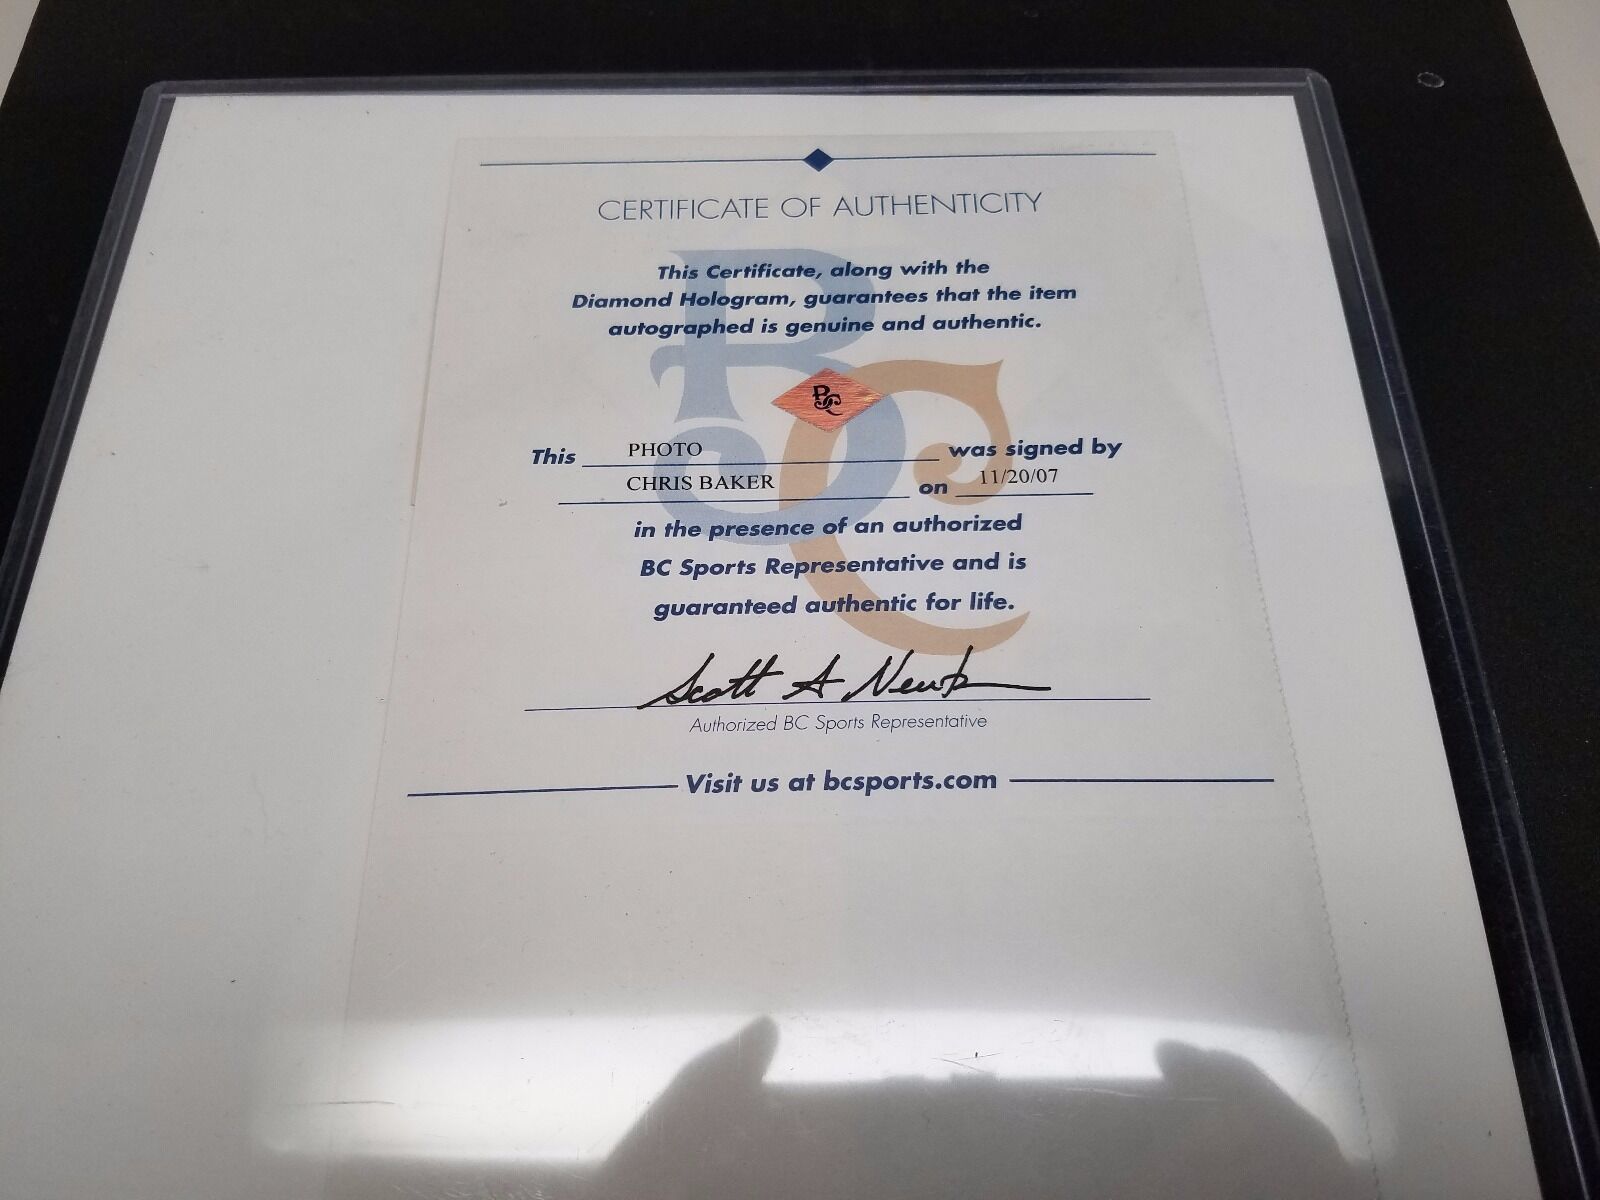 CERTIFICATE OF AUTHENTICITY
This Certificate, along with the
Diamond Hologram, guarantees that the item
autographed is genuine and authentic.
BC
This PHOTO was signed by
CHRIS BAKER on 11/20/07
in the presence of an authorized
BC Sports Representative and is
guaranteed authentic for life.
Scott A
Authorized BC Sports Representative
Visit us at bcsports.com